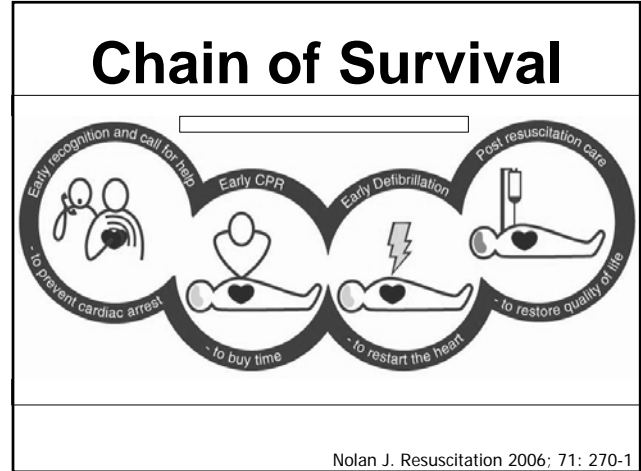 Chain of Survival
Early recognition and call for help
- to prevent cardiac arrest
Early CPR
- to buy time
Early Defibrillation
- to restart the heart
Post resuscitation care
- to restore quality of life
Nolan J. Resuscitation 2006; 71: 270-1